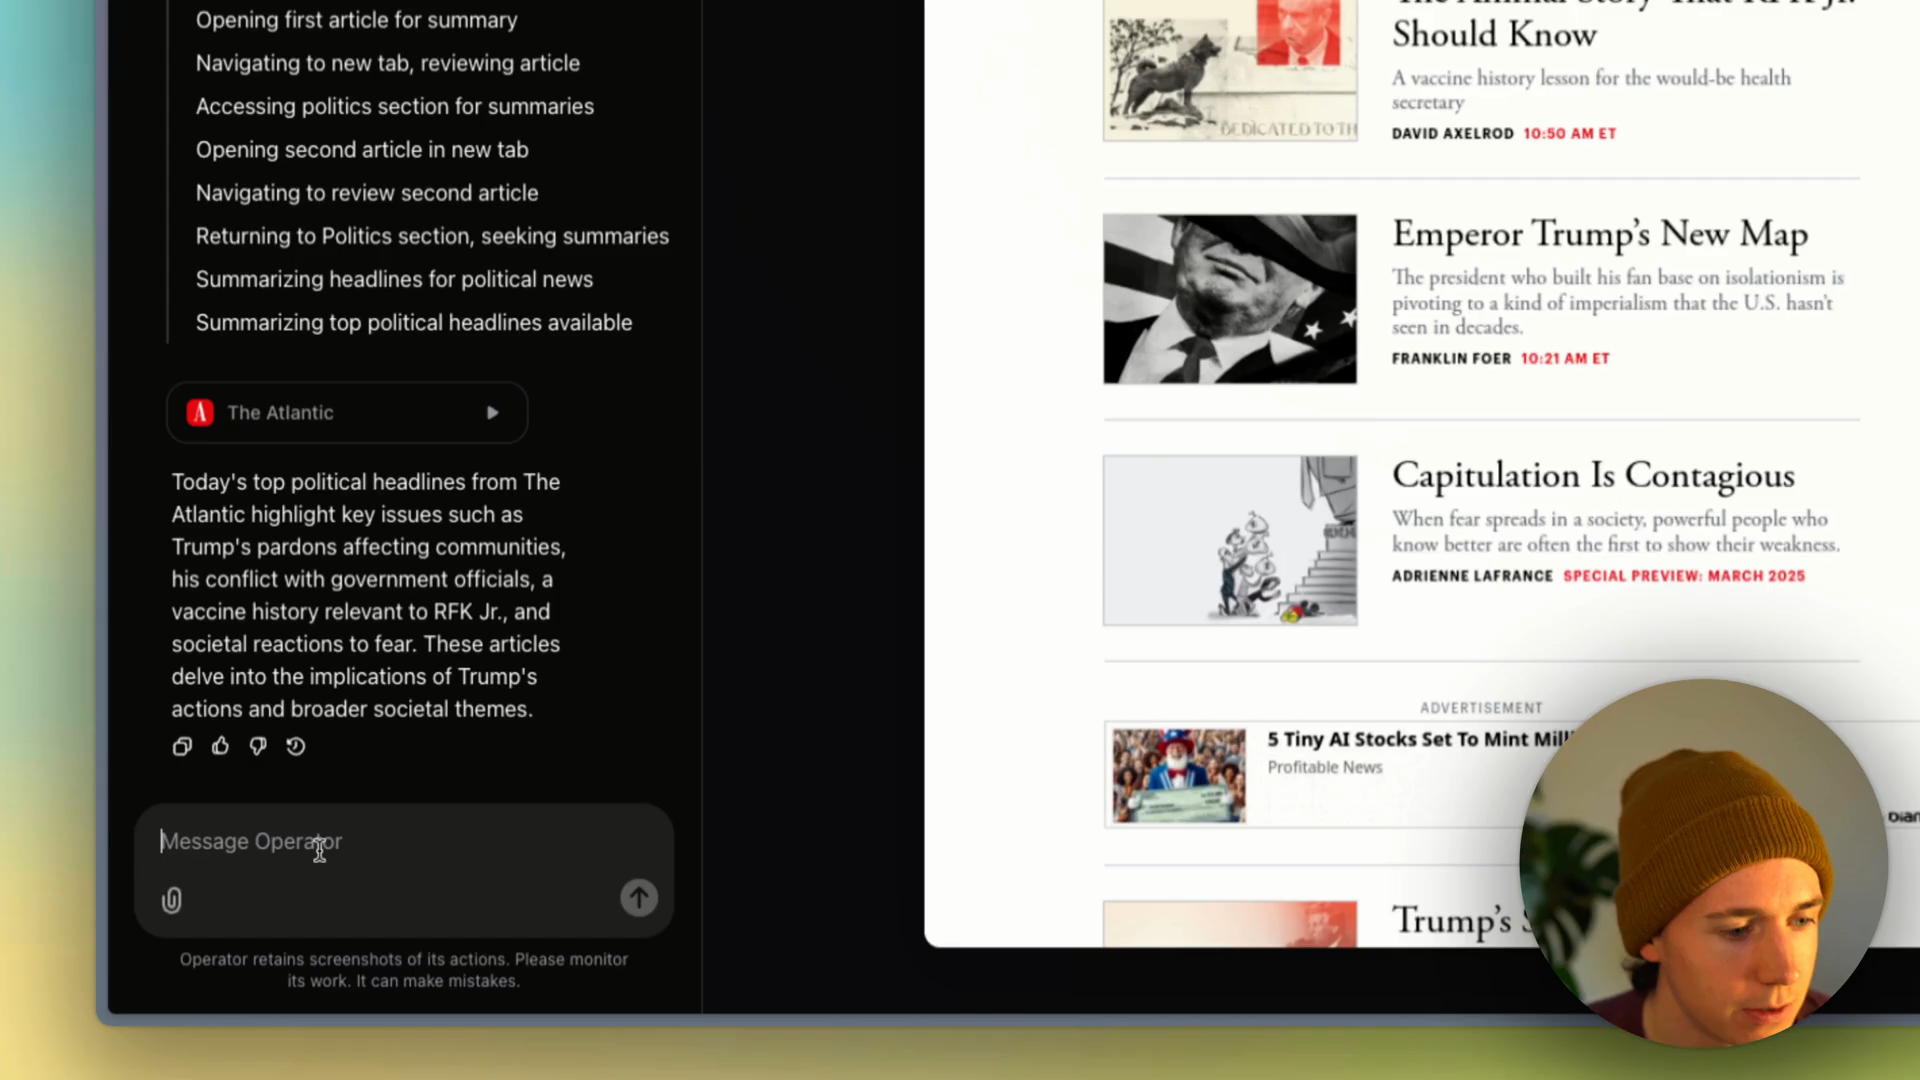 Opening first article for summary
Navigating to new tab, reviewing article
Accessing politics section for summaries
Opening second article in new tab
Navigating to review second article
Returning to Politics section, seeking summaries
Summarizing headlines for political news
Summarizing top political headlines available
The Atlantic
Today's top political headlines from The
Atlantic highlight key issues such as
Trump's pardons affecting communities,
his conflict with government officials, a
vaccine history relevant to RFK Jr., and
societal reactions to fear. These articles
delve into the implications of Trump's
actions and broader societal themes.
Message Operator
Operator retains screenshots of its actions. Please monitor
its work. It can make mistakes.
Should Know
A vaccine history lesson for the would-be health
secretary
DAVID AXELROD 10:50 AM ET
DEDICATED TO TH
Emperor Trump’s New Map
The president who built his fan base on isolationism is
pivoting to a kind of imperialism that the U.S. hasn’t
seen in decades.
FRANKLIN FOER 10:21 AM ET
Capitulation Is Contagious
When fear spreads in a society, powerful people who
know better are often the first to show their weakness.
ADRIENNE LAFRANCE SPECIAL PREVIEW: MARCH 2025
ADVERTISEMENT
5 Tiny AI Stocks Set To Mint
Profitable News
Trump’s